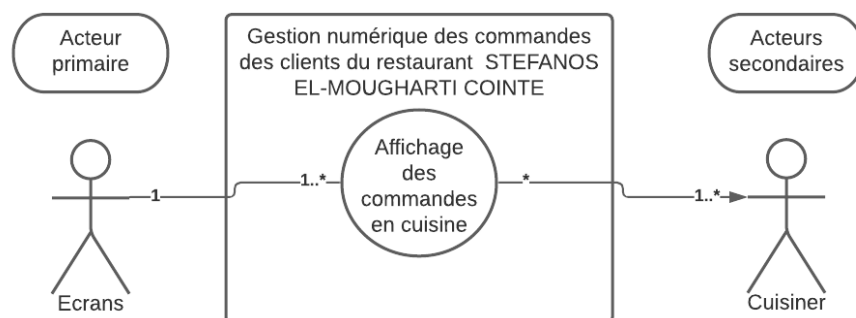 Acteur
primaire
Gestion numérique des commandes
des clients du restaurant STEFANOS
EL-MOUGHARTI COINTE
Acteurs
secondaires
Affichage
des
commandes
en cuisine
1
1..*
*
1..*
Ecrans
Cuisiner